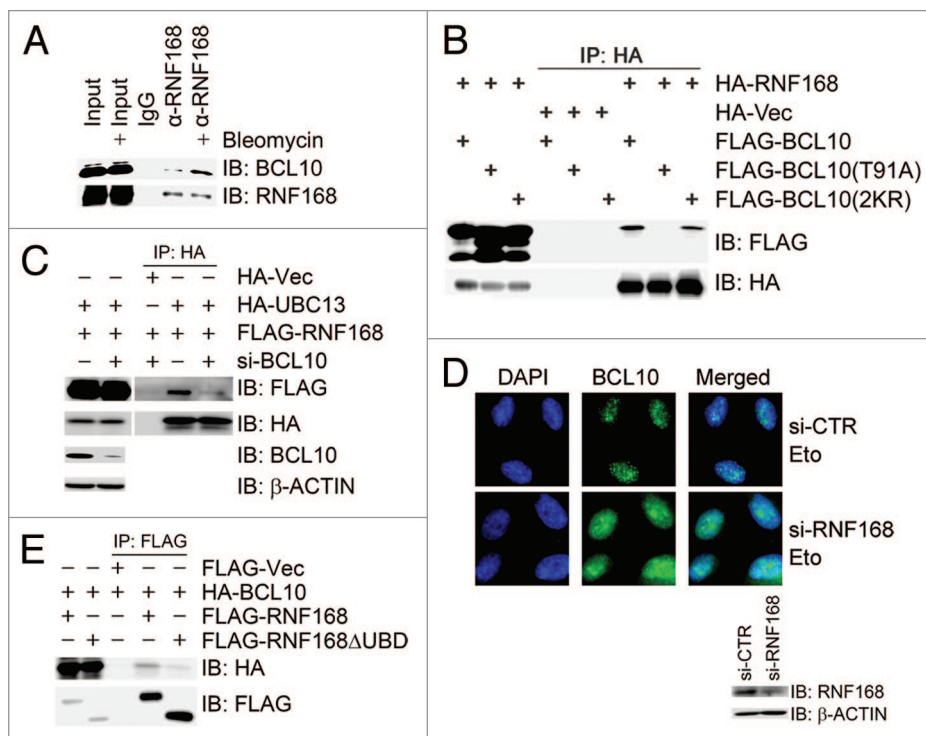 A
Input
Input
IgG
α-RNF168
α-RNF168
+ Bleomycin
IB: BCL10
IB: RNF168
B
IP: HA
+ + + + + + HA-RNF168
+ + + HA-Vec
+ + + FLAG-BCL10
+ + + FLAG-BCL10(T91A)
+ + + FLAG-BCL10(2KR)
IB: FLAG
IB: HA
C
IP: HA
− − + − − HA-Vec
+ + − + + HA-UBC13
+ + + + + FLAG-RNF168
− + + − + si-BCL10
IB: FLAG
IB: HA
IB: BCL10
IB: β-ACTIN
D
DAPI BCL10 Merged
si-CTR
Eto
si-RNF168
Eto
si-CTR
si-RNF168
IB: RNF168
IB: β-ACTIN
E
IP: FLAG
− − + − − FLAG-Vec
+ + + + + HA-BCL10
+ − − + − FLAG-RNF168
− + − − + FLAG-RNF168ΔUBD
IB: HA
IB: FLAG